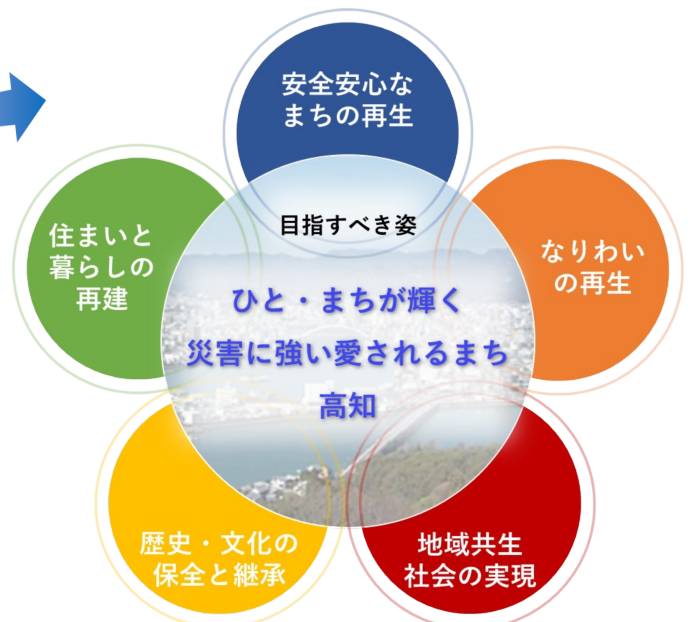 安全安心な
まちの再生
住まいと
暮らしの
再建
目指すべき姿
なりわい
の再生
ひと・まちが輝く
災害に強い愛されるまち
高知
歴史・文化の
保全と継承
地域共生
社会の実現